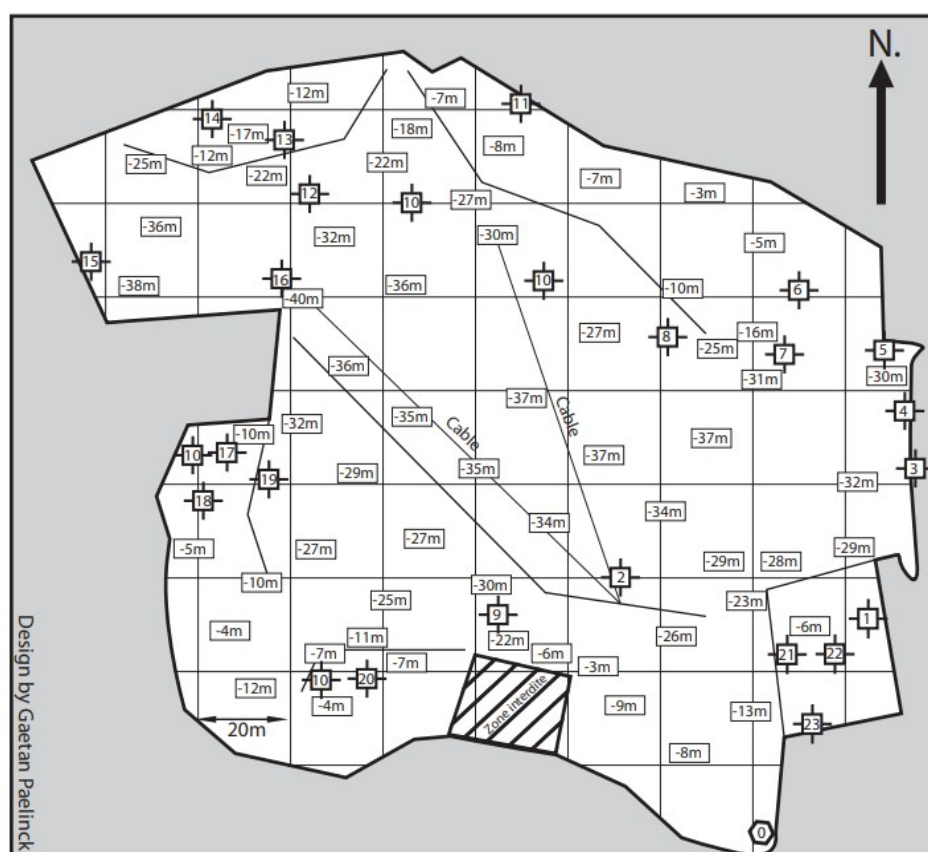 N.
-12m
-7m
11
14
-17m
13
-18m
-8m
-25m
-12m
-22m
-22m
-7m
-3m
12
10
-27m
-36m
-32m
-30m
-5m
15
16
-38m
-40m
-36m
10
-10m
6
-27m
8
-16m
-25m
7
5
-36m
-31m
-30m
-37m
4
-32m
-35m
Cable
Cable
-10m
-37m
10
17
-37m
3
19
-29m
-35m
-32m
18
-34m
-34m
-5m
-27m
-27m
-29m
-28m
-29m
-10m
-30m
2
-25m
-23m
9
1
-4m
-11m
-22m
-26m
-6m
-7m
-7m
-6m
-3m
21
22
10
20
-12m
-4m
Zone interdite
-9m
-13m
23
20m
-8m
0
Design by Gaetan Paelinck